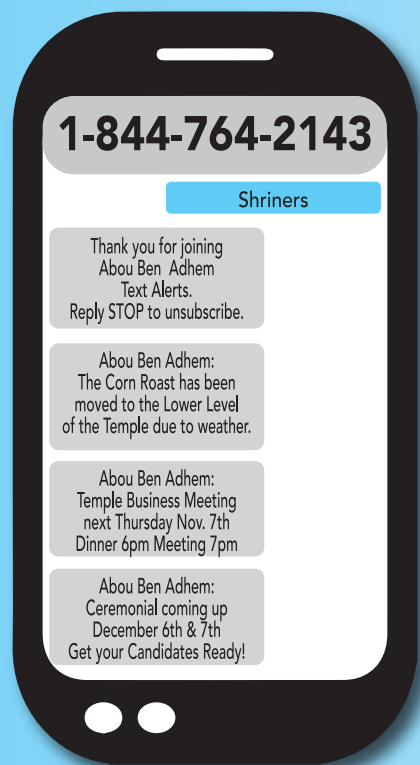 1-844-764-2143
Shriners
Thank you for joining
Abou Ben Adhem
Text Alerts.
Reply STOP to unsubscribe.
Abou Ben Adhem:
The Corn Roast has been
moved to the Lower Level
of the Temple due to weather.
Abou Ben Adhem:
Temple Business Meeting
next Thursday Nov. 7th
Dinner 6pm Meeting 7pm
Abou Ben Adhem:
Ceremonial coming up
December 6th & 7th
Get your Candidates Ready!